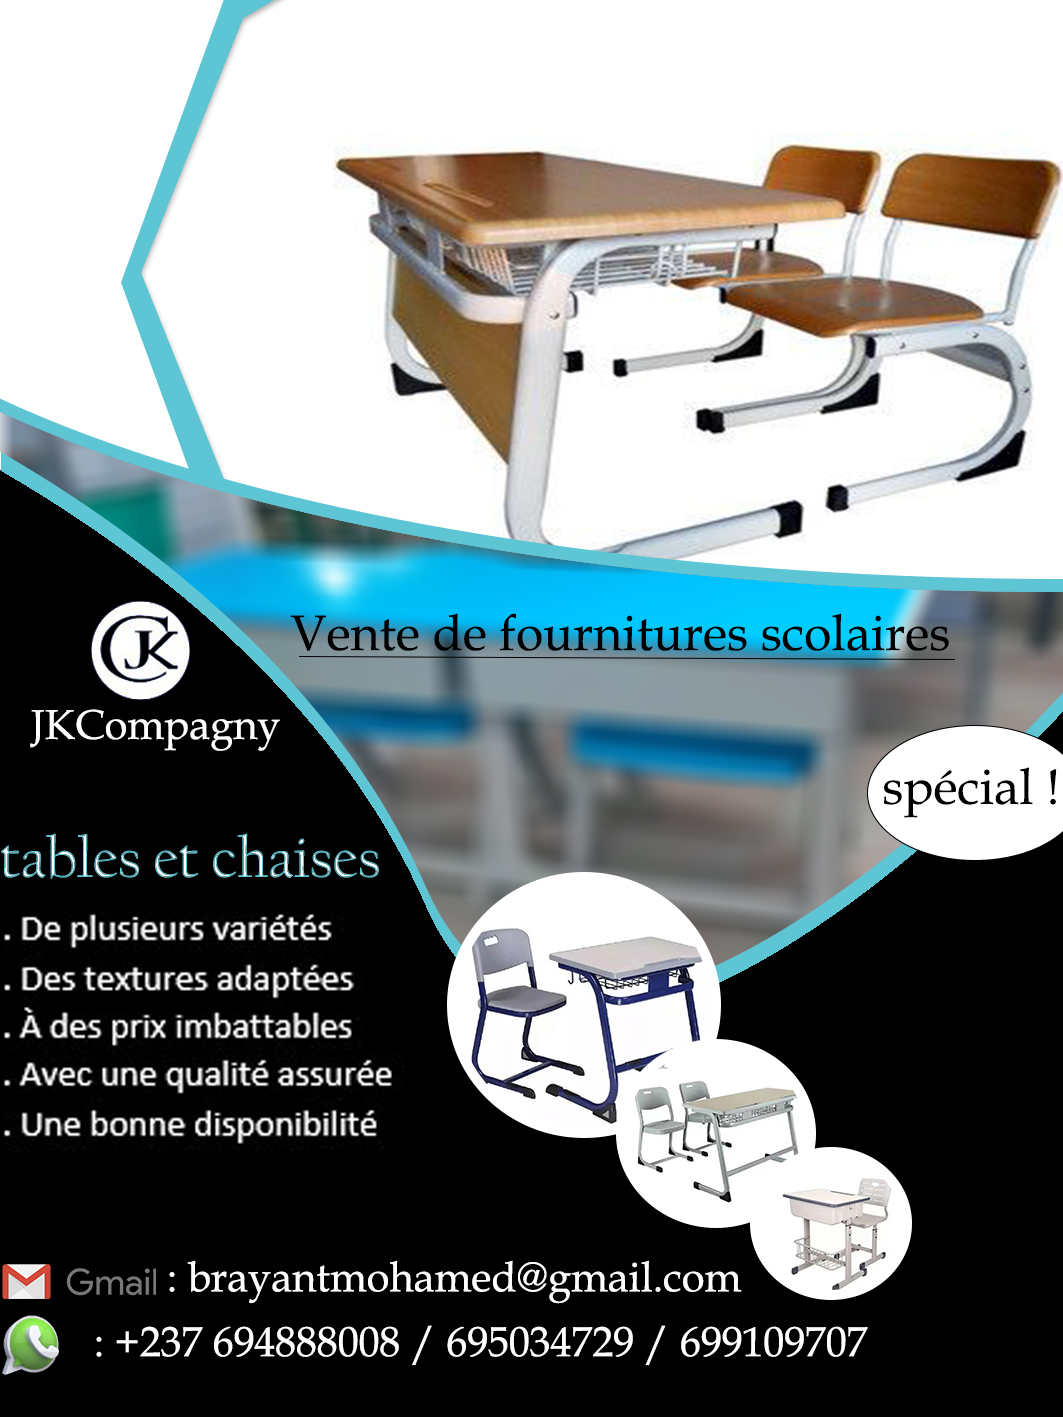 Vente de fournitures scolaires
CJK
JKCompagny
spécial !
tables et chaises
. De plusieurs variétés
. Des textures adaptées
. À des prix imbattables
. Avec une qualité assurée
. Une bonne disponibilité
Gmail : brayantmohamed@gmail.com
: +237 694888008 / 695034729 / 699109707